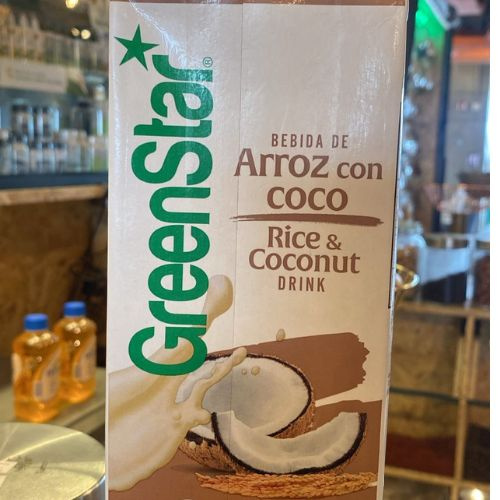 GreenStar®
BEBIDA DE
Arroz con
coco
Rice &
Coconut
DRINK